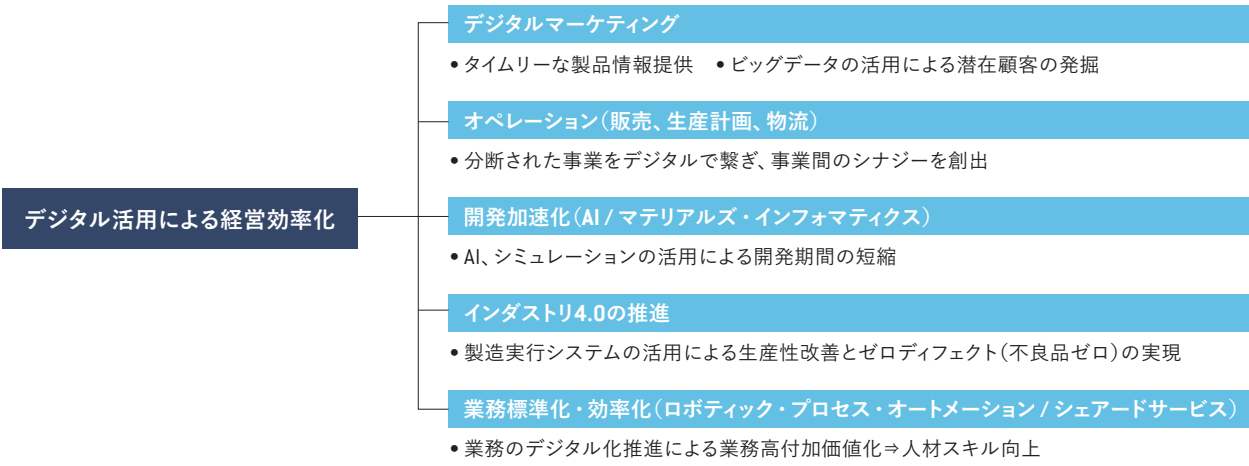 デジタルマーケティング
• タイムリーな製品情報提供 • ビッグデータの活用による潜在顧客の発掘
オペレーション(販売、生産計画、物流)
• 分断された事業をデジタルで繋ぎ、事業間のシナジーを創出
デジタル活用による経営効率化
開発加速化(AI / マテリアルズ・インフォマティクス)
• AI、シミュレーションの活用による開発期間の短縮
インダストリ4.0の推進
• 製造実行システムの活用による生産性改善とゼロディフェクト(不良品ゼロ)の実現
業務標準化・効率化(ロボティック・プロセス・オートメーション / シェアードサービス)
• 業務のデジタル化推進による業務高付加価値化⇒人材スキル向上